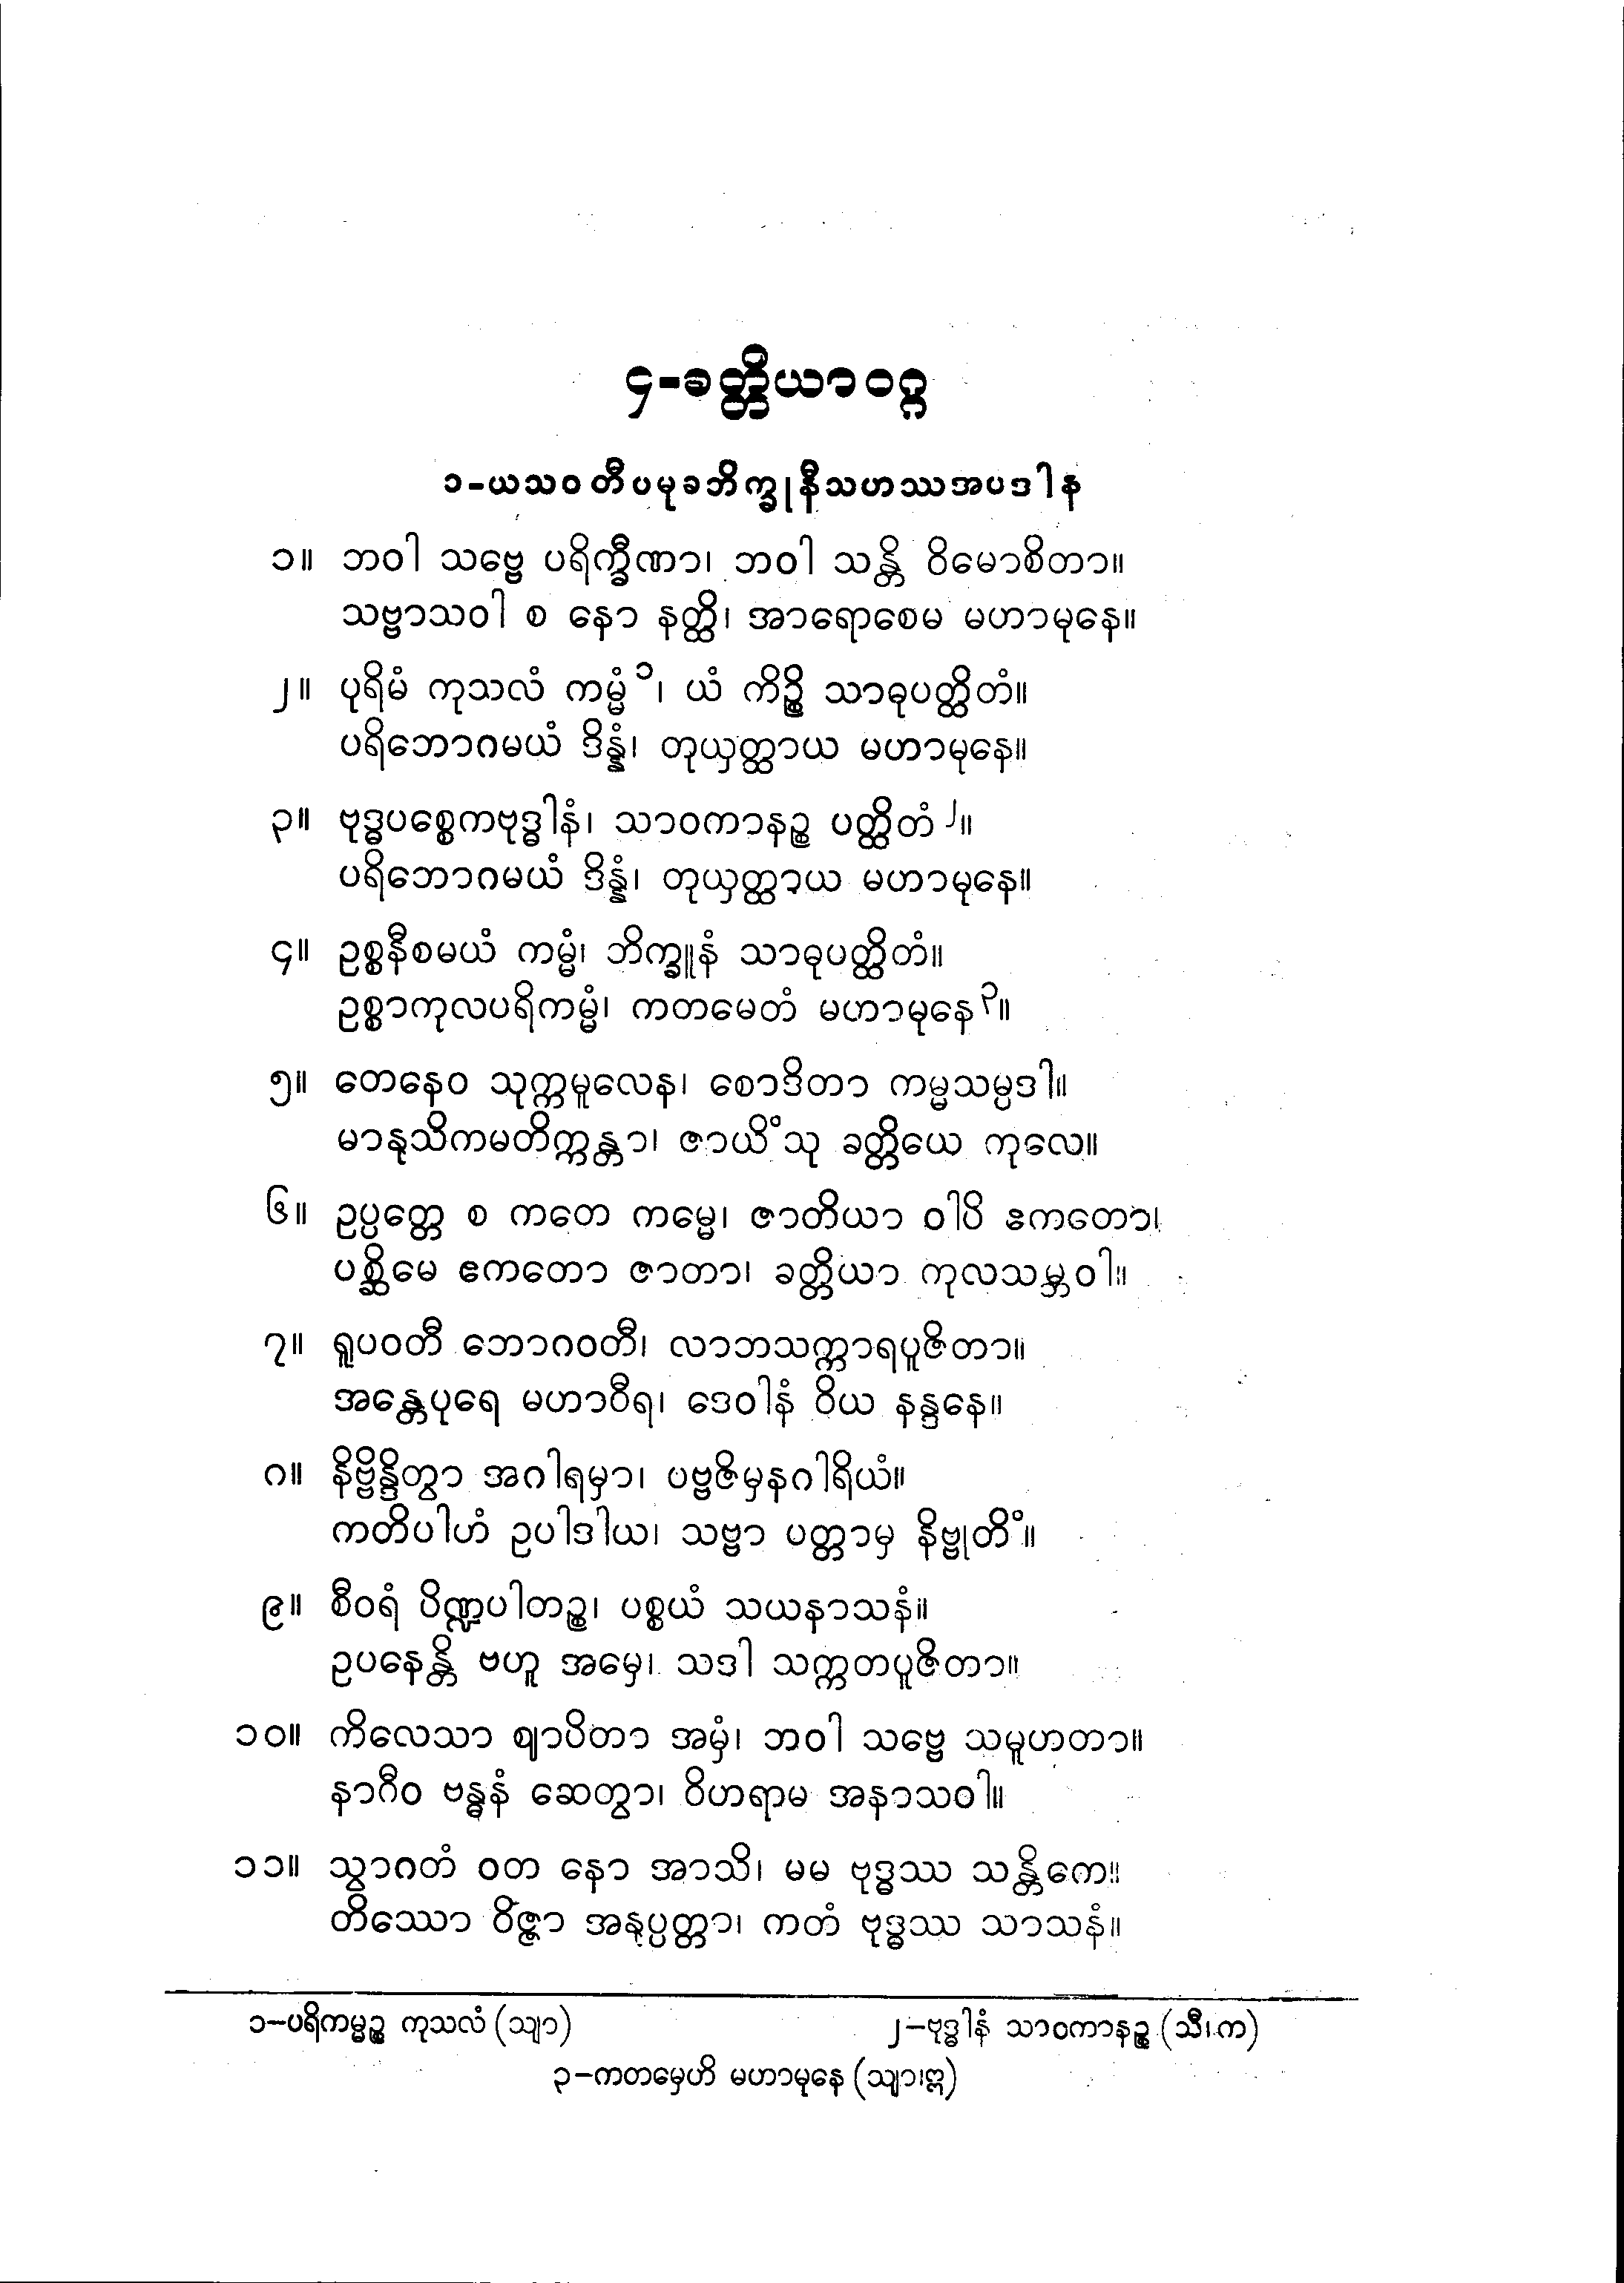 ၄-ခတ္တိယာဝဂ္ဂ
၁-ယသဝတီပမုခဘိက္ခုနီသဟဿအပဒါန
၁။ ဘဝါ သဗ္ဗေ ပရိက္ခီဏာ၊ ဘဝါ သန္တိ ဝိမောစိတာ။
သဗ္ဗာသဝါ စ နော နတ္ထိ၊ အာရောစေမ မဟာမုနေ။
၂။ ပုရိမံ ကုသလံ ကမ္မံ ၁၊ ယံ ကိဉ္စိ သာဓုပတ္ထိတံ။
ပရိဘောဂမယံ ဒိန္နံ၊ တုယှတ္ထာယ မဟာမုနေ။
၃။ ဗုဒ္ဓပစ္စေကဗုဒ္ဓါနံ၊ သာဝကာနဉ္စ ပတ္ထိတံ ၂။
ပရိဘောဂမယံ ဒိန္နံ၊ တုယှတ္ထာယ မဟာမုနေ။
၄။ ဥစ္စနီစမယံ ကမ္မံ၊ ဘိက္ခူနံ သာဓုပတ္ထိတံ။
ဥစ္စာကုလပရိကမ္မံ၊ ကတမေတံ မဟာမုနေ ၃။
၅။ တေနေဝ သုက္ကမူလေန၊ စောဒိတာ ကမ္မသမ္ပဒါ။
မာနုသိကမတိက္ကန္တာ၊ ဇာယိံသု ခတ္တိယေ ကုလေ။
၆။ ဥပ္ပတ္တေ စ ကတေ ကမ္မေ၊ ဇာတိယာ ဝါပိ ဧကတော၊
ပစ္ဆိမေ ဧကတော ဇာတာ၊ ခတ္တိယာ ကုလသမ္ဘဝါ။
၇။ ရူပဝတီ ဘောဂဝတီ၊ လာဘသက္ကာရပူဇိတာ။
အန္တေပုရေ မဟာဝီရ၊ ဒေဝါနံ ဝိယ နန္ဒနေ။
၈။ နိဗ္ဗိန္ဒိတွာ အဂါရမှာ၊ ပဗ္ဗဇိမှနဂါရိယံ။
ကတိပါဟံ ဥပါဒါယ၊ သဗ္ဗာ ပတ္တာမှ နိဗ္ဗုတိံ။
၉။ စီဝရံ ပိဏ္ဍပါတဉ္စ၊ ပစ္စယံ သယနာသနံ။
ဥပနေန္တိ ဗဟူ အမှေ၊ သဒါ သက္ကတပူဇိတာ။
၁၀။ ကိလေသာ ဈာပိတာ အမှံ၊ ဘဝါ သဗ္ဗေ သမူဟတာ။
နာဂီဝ ဗန္ဓနံ ဆေတွာ၊ ဝိဟရာမ အနာသဝါ။
၁၁။ သွာဂတံ ဝတ နော အာသိ၊ မမ ဗုဒ္ဓဿ သန္တိကေ။
တိဿော ဝိဇ္ဇာ အနုပ္ပတ္တာ၊ ကတံ ဗုဒ္ဓဿ သာသနံ။
၁-ပရိကမ္မဉ္စ ကုသလံ (သျာ) ၂-ဗုဒ္ဓါနံ သာဝကာနဉ္စ (သီ၊ က)
၃-ကတမှေဟိ မဟာမုနေ (သျာ၊ ဣ)